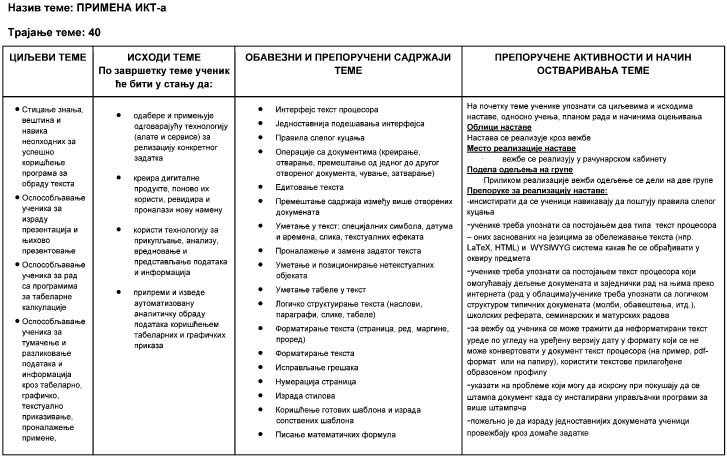 Назив теме: ПРИМЕНА ИКТ-а
Трајање теме: 40
ЦИЉЕВИ ТЕМЕ
ИСХОДИ ТЕМЕ
По завршетку теме ученик
ће бити у стању да:
ОБАВЕЗНИ И ПРЕПОРУЧЕНИ САДРЖАЈИ
ТЕМЕ
ПРЕПОРУЧЕНЕ АКТИВНОСТИ И НАЧИН
ОСТВАРИВАЊА ТЕМЕ
• Стицање знања,
вештина и
навика
неопходних за
успешно
коришћење
програма за
обраду текста
• Оспособљавање
ученика за
израду
презентација и
њихово
презентовање
• Оспособљавање
ученика за рад
са програмима
за табеларне
калкулације
• Оспособљавање
ученика за
тумачење и
разликовање
података и
информација
кроз табеларно,
графичко,
текстуално
приказивање,
проналажење
примене,
• одабере и примењује
одговарајућу технологију
(алате и сервисе) за
релизацију конкретног
задатка
• креира дигиталне
продукте, поново их
користи, ревидира и
проналази нову намену
• користи технологију за
прикупљање, анализу,
вредновање и
представљање података
и информација
• припреми и изведе
аутоматизовану
аналитичку обраду
података коришћењем
табеларних и графичких
приказа
• Интерфејс текст процесора
• Једноставнија подешавања интерфејса
• Правила слепог куцања
• Операције са документима (креирање,
отварање, премештање од једног до другог
отвореног документа, чување, затварање)
• Едитовање текста
• Премештање садржаја између више отворених
докумената
• Уметање у текст: специјалних симбола, датума
и времена, слика, текстуалних ефеката
• Проналажење и замена задатог текста
• Уметање и позиционирање нетекстуалних
објеката
• Уметање табеле у текст
• Логичко структуирање текста (наслови,
параграфи, слике, табеле)
• Форматирање текста (страница, ред, маргине,
проред)
• Форматирање текста
• Исправљање грешака
• Нумерација страница
• Израда стилова
• Коришћење готових шаблона и израда
сопствених шаблона
• Писање математичких формула
На почетку теме ученике упознати са циљевима и исходима
наставе, односно учења, планом рада и начинима оцењивања
Облици наставе
Настава се реализује кроз вежбе
Место реализације наставе
· вежбе се реализују у рачунарском кабинету
Подела одељења на групе
·Приликом реализације вежби одељење се дели на две групе
Препоруке за реализацију наставе:
-инсистирати да се ученици навикавају да поштују правила слепог
куцања
-ученике треба упознати са постојањем два типа текст процесора
– оних заснованих на језицима за обележавање текста (нпр.
LaTeX, HTML) и WYSIWYG система какав ће се обрађивати у
оквиру предмета
-ученике треба упознати са постојањем текст процесора који
омогућавају дељење докумената и заједнички рад на њима преко
интернета (рад у облацима)ученике треба упознати са логичком
структуром типичних докумената (молби, обавештења, итд.),
школских реферата, семинарских и матурских радова
-за вежбу од ученика се може тражити да неформатирани текст
уреде по угледу на уређену верзију дату у формату који се не
може конвертовати у документ текст процесора (на пример, pdf-
формат или на папиру), користити текстове прилагођене
образовном профилу
-указати на проблеме који могу да искрсну при покушају да се
штампа документ када су инсталирани управљачки програми за
више штампача
-пожељно је да израду једноставнијих докумената ученици
провежбају кроз домаће задатке